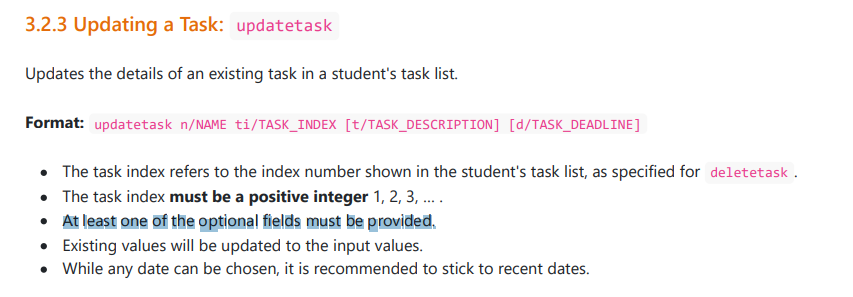 3.2.3 Updating a Task: updatetask
Updates the details of an existing task in a student's task list.
Format: updatetask n/NAME ti/TASK_INDEX [t/TASK_DESCRIPTION] [d/TASK_DEADLINE]
• The task index refers to the index number shown in the student's task list, as specified for deletetask .
• The task index must be a positive integer 1, 2, 3, … .
• At least one of the optional fields must be provided.
• Existing values will be updated to the input values.
• While any date can be chosen, it is recommended to stick to recent dates.